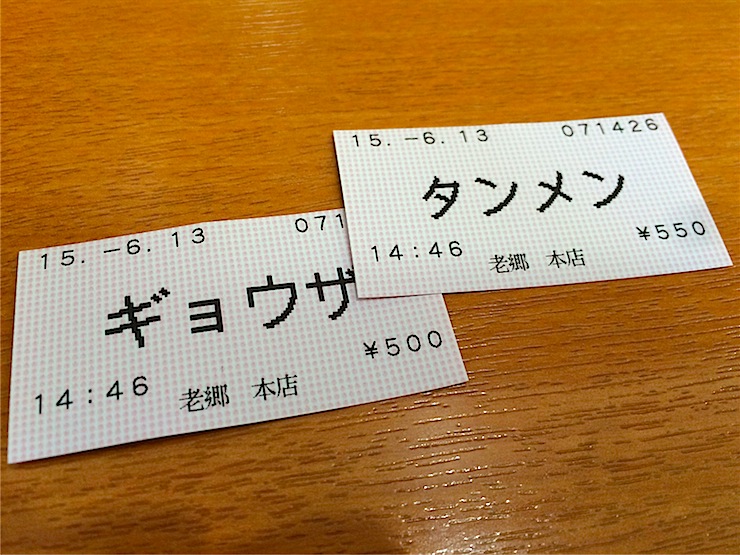 15.-6.13 071426
タンメン
14:46 老郷 本店 ¥550
15.-6.13 071
ギョウザ
¥500
14:46 老郷 本店